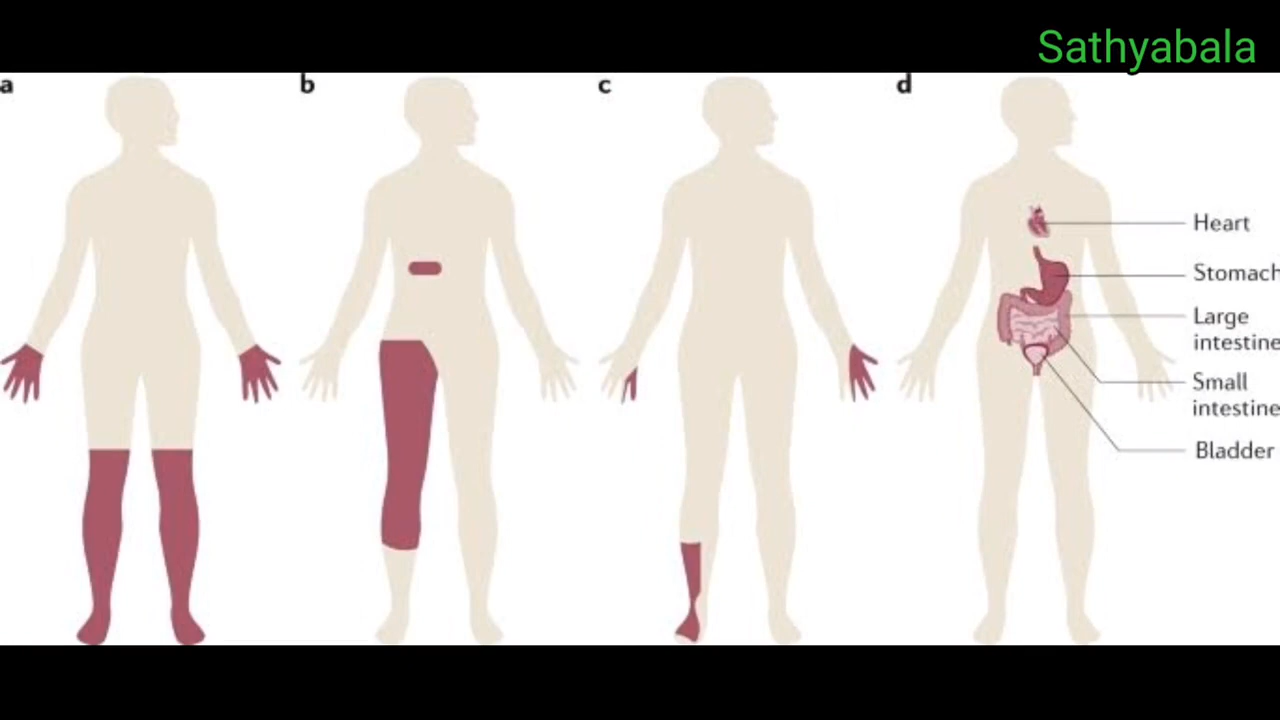 Sathyabala
a
b
c
d
Heart
Stomach
Large
intestine
Small
intestine
Bladder